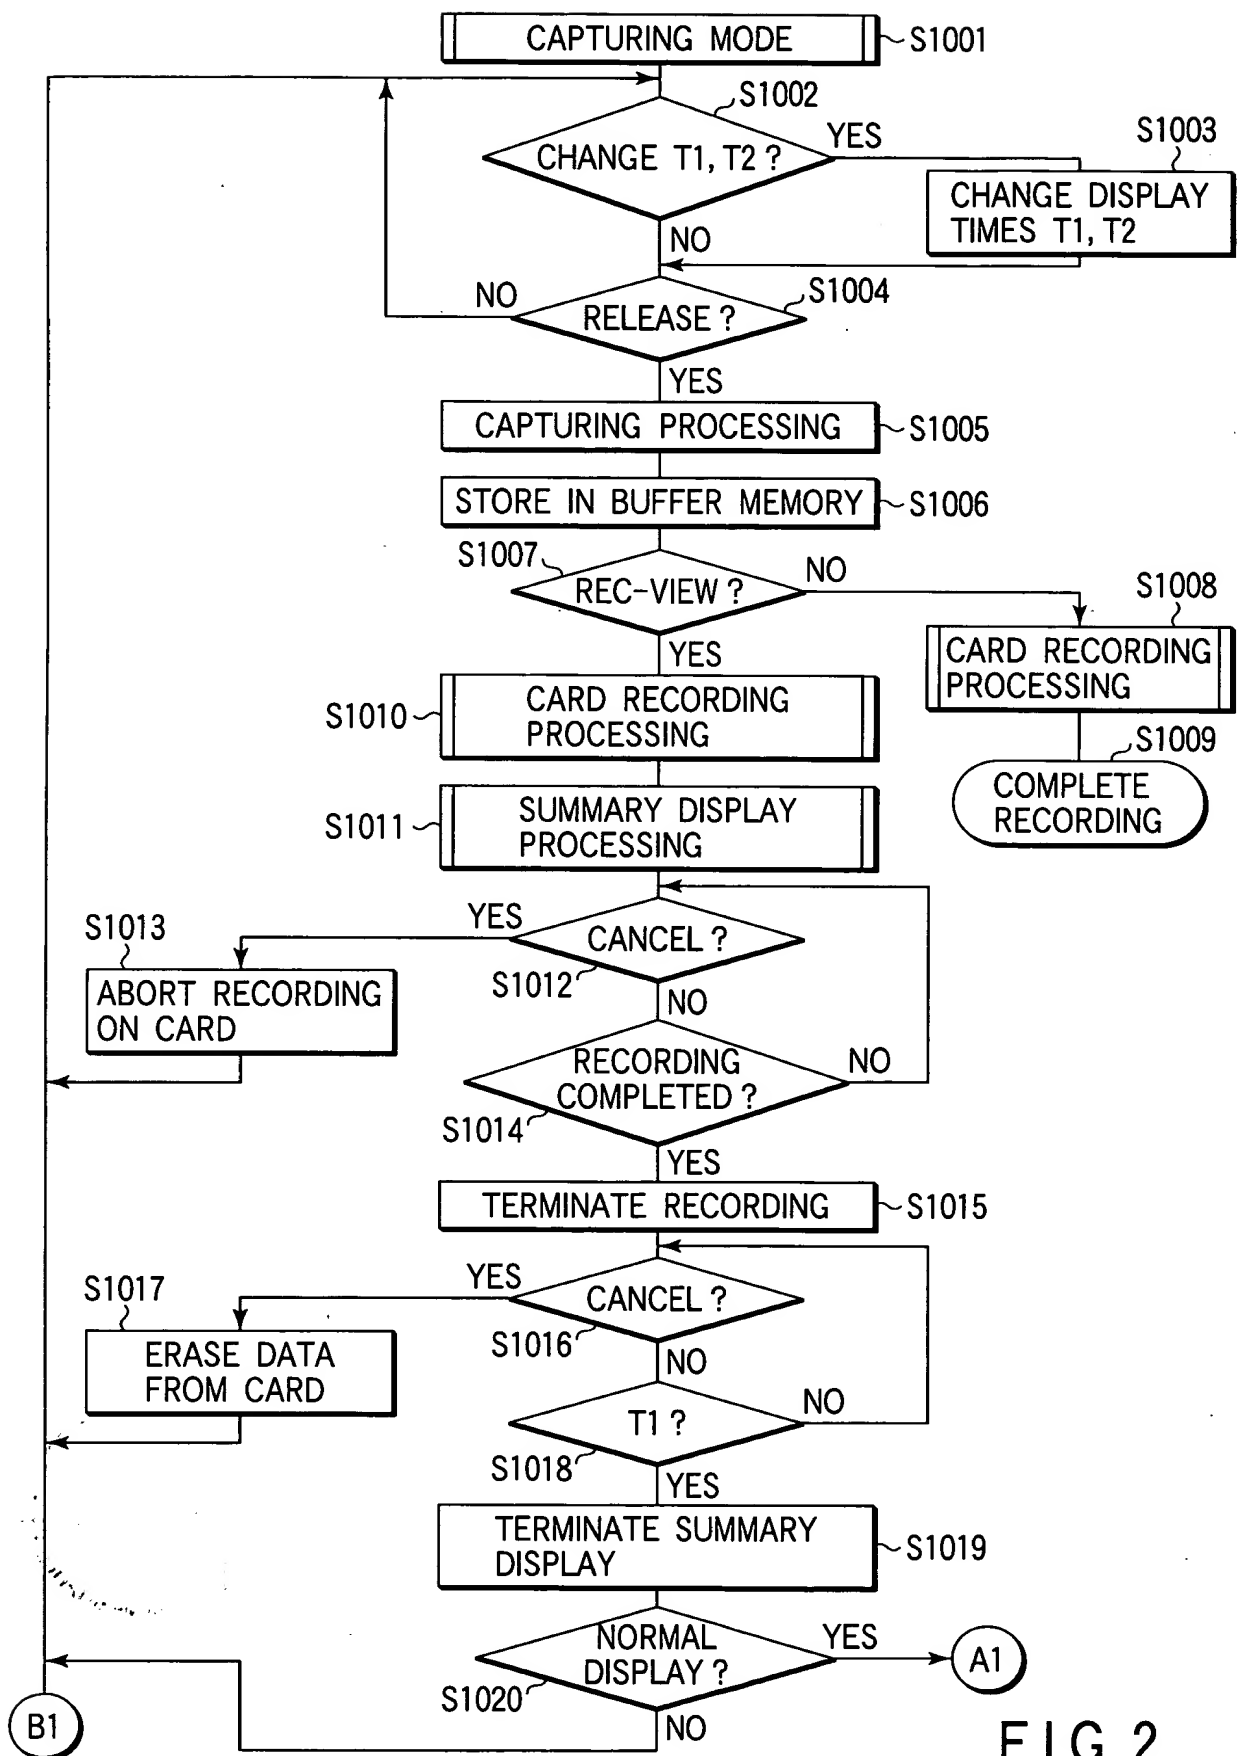 CAPTURING MODE
S1001
S1002
CHANGE T1, T2 ?
YES
S1003
CHANGE DISPLAY
TIMES T1, T2
NO
S1004
NO
RELEASE ?
YES
CAPTURING PROCESSING
S1005
STORE IN BUFFER MEMORY
S1006
S1007
REC-VIEW ?
NO
S1008
CARD RECORDING
PROCESSING
YES
S1010
CARD RECORDING
PROCESSING
S1009
COMPLETE
RECORDING
S1011
SUMMARY DISPLAY
PROCESSING
S1013
YES
CANCEL ?
S1012
ABORT RECORDING
ON CARD
NO
RECORDING
COMPLETED ?
NO
S1014
YES
TERMINATE RECORDING
S1015
S1017
YES
CANCEL ?
S1016
ERASE DATA
FROM CARD
NO
T1 ?
NO
S1018
YES
TERMINATE SUMMARY
DISPLAY
S1019
NORMAL
DISPLAY ?
YES
A1
S1020
NO
B1
FIG. 2